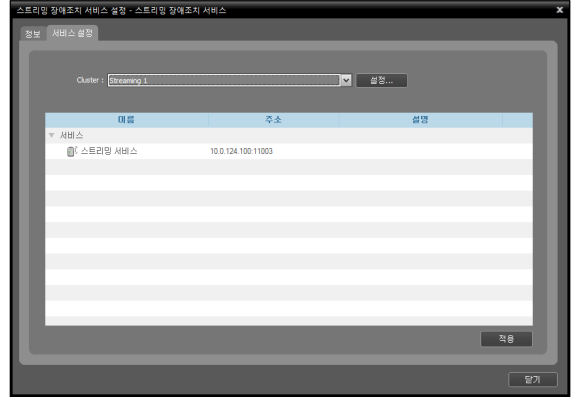 스트리밍 장애조치 서비스 설정 - 스트리밍 장애조치 서비스
정보 서비스 설정
Cluster : Streaming 1 설정...
이름 주소 설명
서비스
스트리밍 서비스 10.0.124.100:11003
적용
닫기